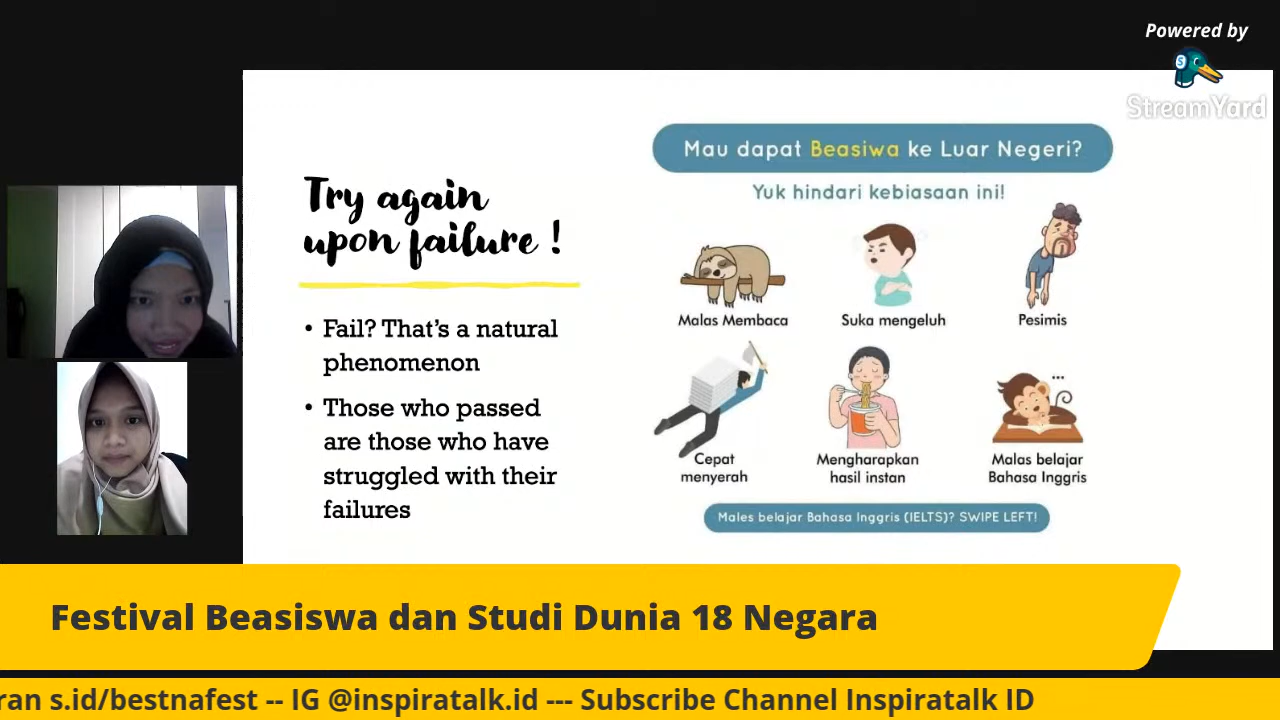 Powered by
StreamYard
Try again
upon failure !
• Fail? That's a natural
phenomenon
• Those who passed
are those who have
struggled with their
failures
Mau dapat Beasiwa ke Luar Negeri?
Yuk hindari kebiasaan ini!
Malas Membaca
Suka mengeluh
Pesimis
Cepat
menyerah
Mengharapkan
hasil instan
Malas belajar
Bahasa Inggris
Males belajar Bahasa Inggris (IELTS)? SWIPE LEFT!
Festival Beasiswa dan Studi Dunia 18 Negara
ran s.id/bestnafest -- IG @inspiratalk.id --- Subscribe Channel Inspiratalk ID